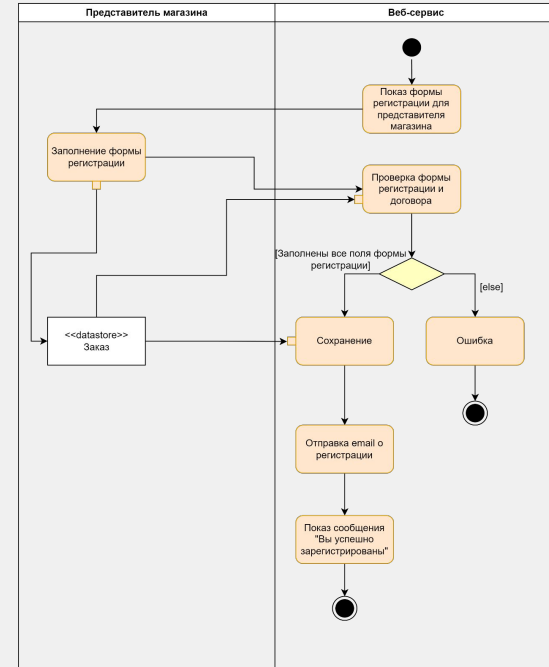 Представитель магазина
Веб-сервис
Показ формы
регистрации для
представителя
магазина
Заполнение формы
регистрации
Проверка формы
регистрации и
договора
[Заполнены все поля формы
регистрации]
[else]
<<datastore>>
Заказ
Сохранение
Ошибка
Отправка email о
регистрации
Показ сообщения
"Вы успешно
зарегистрированы"